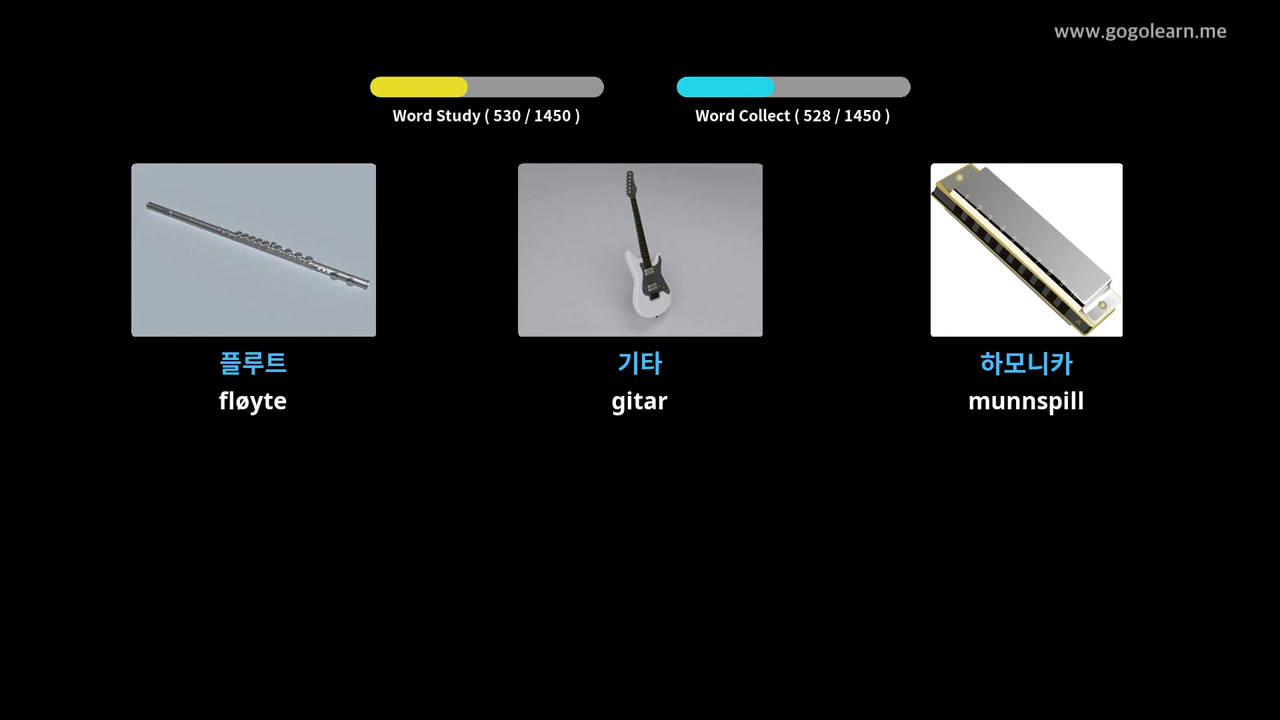 www.gogolearn.me
Word Study ( 530 / 1450 )
Word Collect ( 528 / 1450 )
플루트
fløyte
기타
gitar
하모니카
munnspill